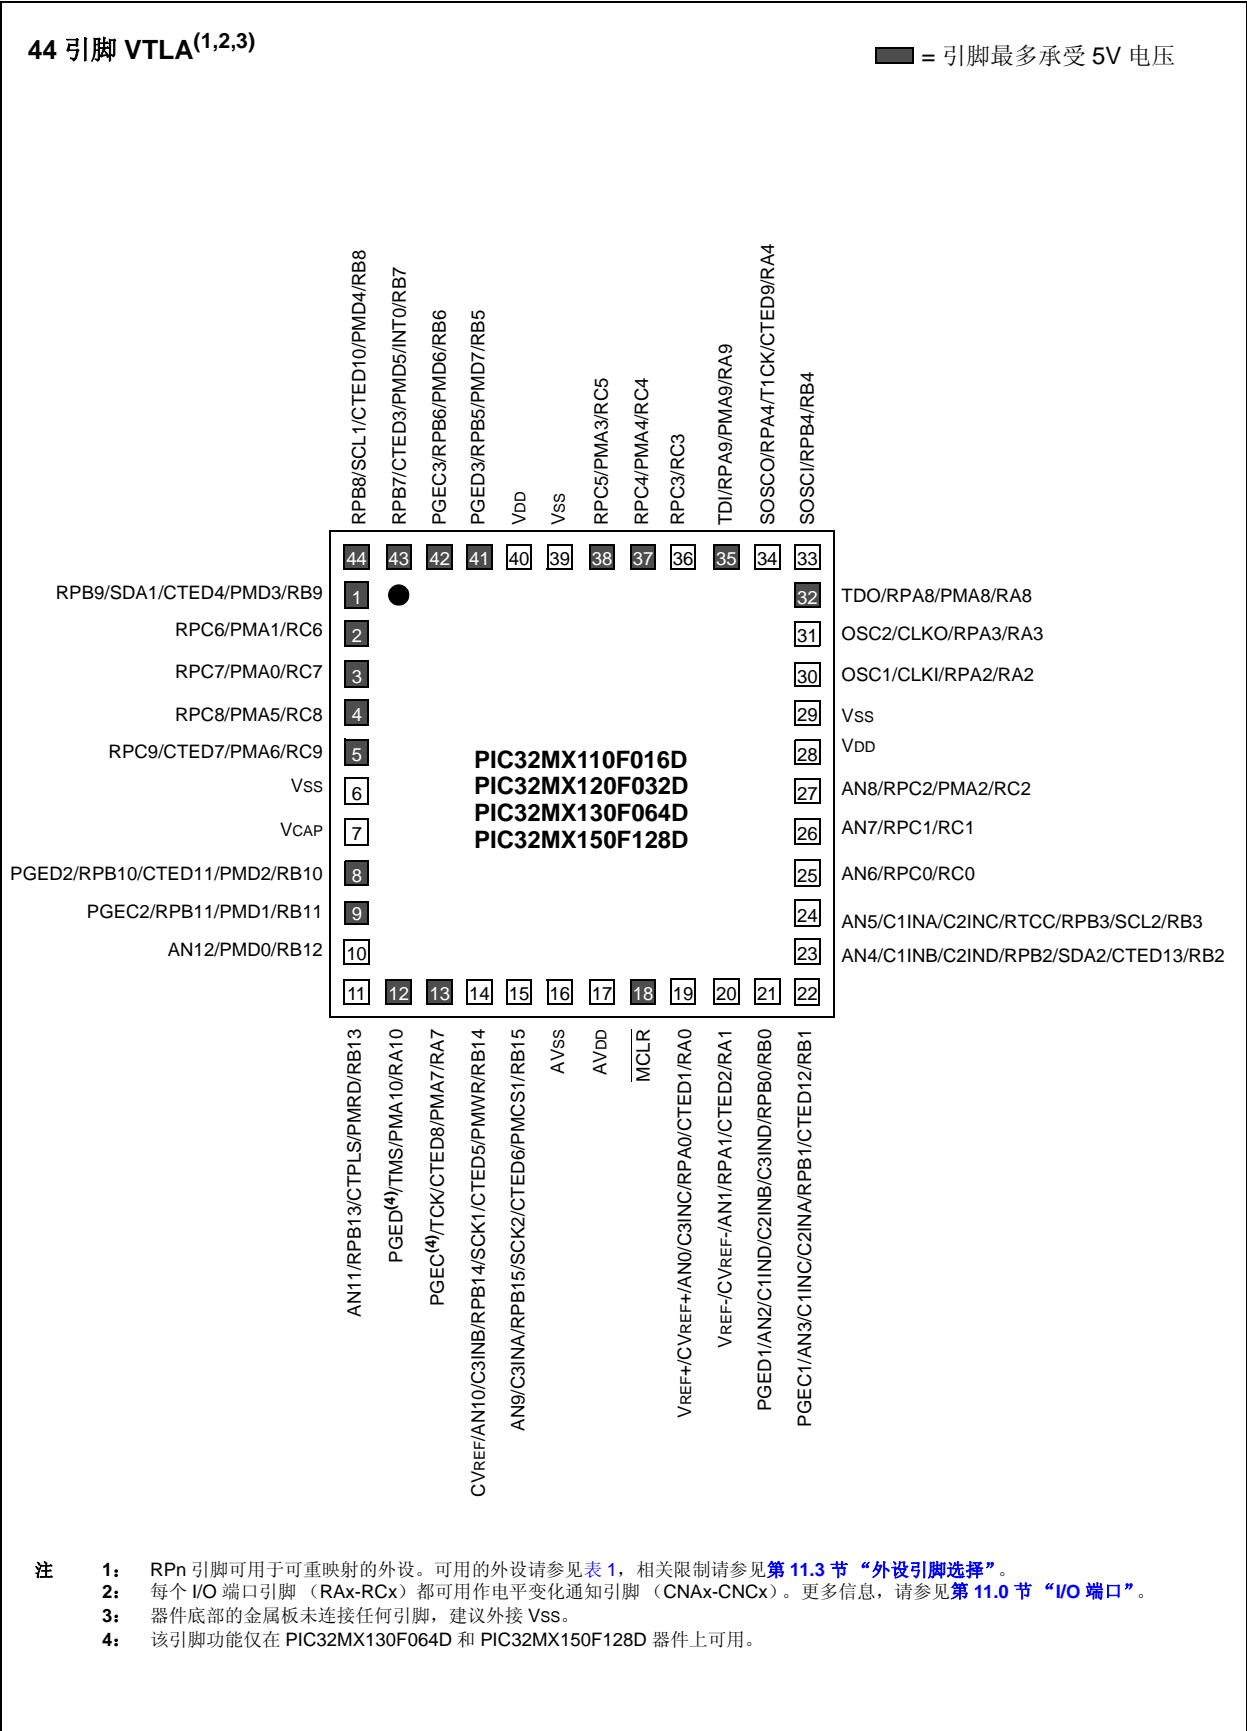 44 引脚 VTLA(1,2,3)
= 引脚最多承受 5V 电压
RPB8/SCL1/CTED10/PMD4/RB8
RPB7/CTED3/PMD5/INT0/RB7
PGEC3/RPB6/PMD6/RB6
PGED3/RPB5/PMD7/RB5
VDD
VSS
RPC5/PMA3/RC5
RPC4/PMA4/RC4
RPC3/RC3
TDI/RPA9/PMA9/RA9
SOSCO/RPA4/T1CK/CTED9/RA4
SOSCI/RPB4/RB4
44 43 42 41 40 39 38 37 36 35 34 33
RPB9/SDA1/CTED4/PMD3/RB9 1
RPC6/PMA1/RC6 2
RPC7/PMA0/RC7 3
RPC8/PMA5/RC8 4
RPC9/CTED7/PMA6/RC9 5
VSS 6
VCAP 7
PGED2/RPB10/CTED11/PMD2/RB10 8
PGEC2/RPB11/PMD1/RB11 9
AN12/PMD0/RB12 10
PIC32MX110F016D
PIC32MX120F032D
PIC32MX130F064D
PIC32MX150F128D
32 TDO/RPA8/PMA8/RA8
31 OSC2/CLKO/RPA3/RA3
30 OSC1/CLKI/RPA2/RA2
29 VSS
28 VDD
27 AN8/RPC2/PMA2/RC2
26 AN7/RPC1/RC1
25 AN6/RPC0/RC0
24 AN5/C1INA/C2INC/RTCC/RPB3/SCL2/RB3
23 AN4/C1INB/C2IND/RPB2/SDA2/CTED13/RB2
11 12 13 14 15 16 17 18 19 20 21 22
AN11/RPB13/CTPLS/PMRD/RB13
PGED(4)/TMS/PMA10/RA10
PGEC(4)/TCK/CTED8/PMA7/RA7
CVREF/AN10/C3INB/RPB14/SCK1/CTED5/PMWR/RB14
AN9/C3INA/RPB15/SCK2/CTED6/PMCS1/RB15
AVSS
AVDD
MCLR
VREF+/CVREF+/AN0/C3INC/RPA0/CTED1/RA0
VREF-/CVREF-/AN1/RPA1/CTED2/RA1
PGED1/AN2/C1IND/C2INB/C3IND/RPB0/RB0
PGEC1/AN3/C1INC/C2INA/RPB1/CTED12/RB1
注 1： RPn 引脚可用于可重映射的外设。可用的外设请参见表 1，相关限制请参见第 11.3 节 “外设引脚选择”。
2： 每个 I/O 端口引脚 （RAx-RCx）都可用作电平变化通知引脚 （CNAx-CNCx）。更多信息，请参见第 11.0 节 “I/O 端口”。
3： 器件底部的金属板未连接任何引脚，建议外接 VSS。
4： 该引脚功能仅在 PIC32MX130F064D 和 PIC32MX150F128D 器件上可用。